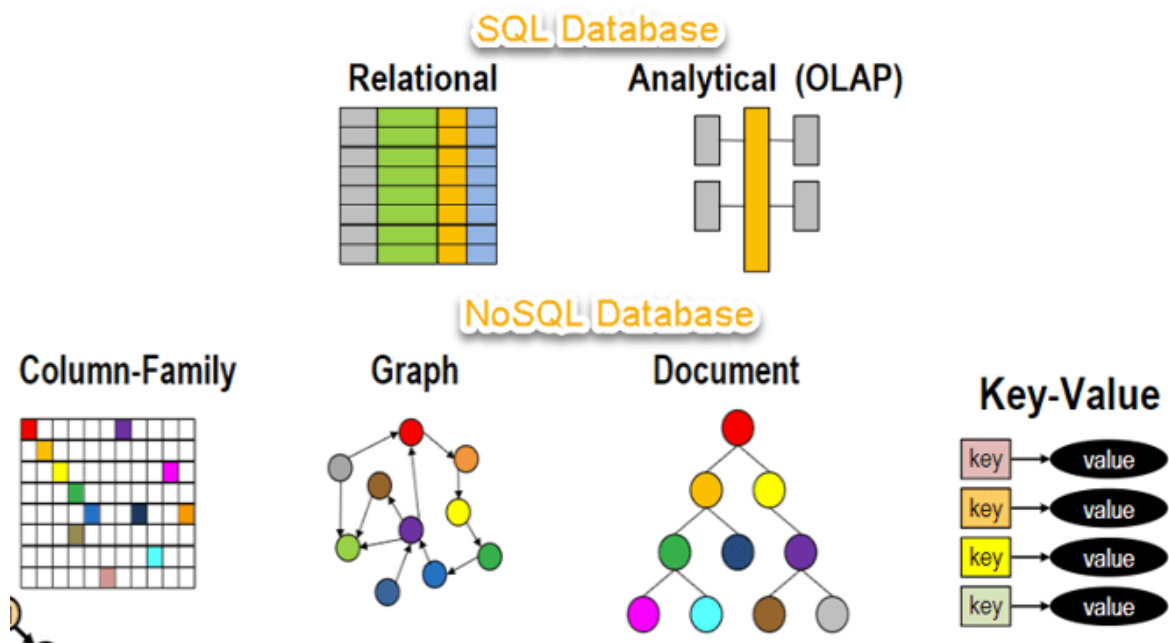 SQL Database
Relational
Analytical (OLAP)
NoSQL Database
Column-Family
Graph
Document
Key-Value
key value
key value
key value
key value